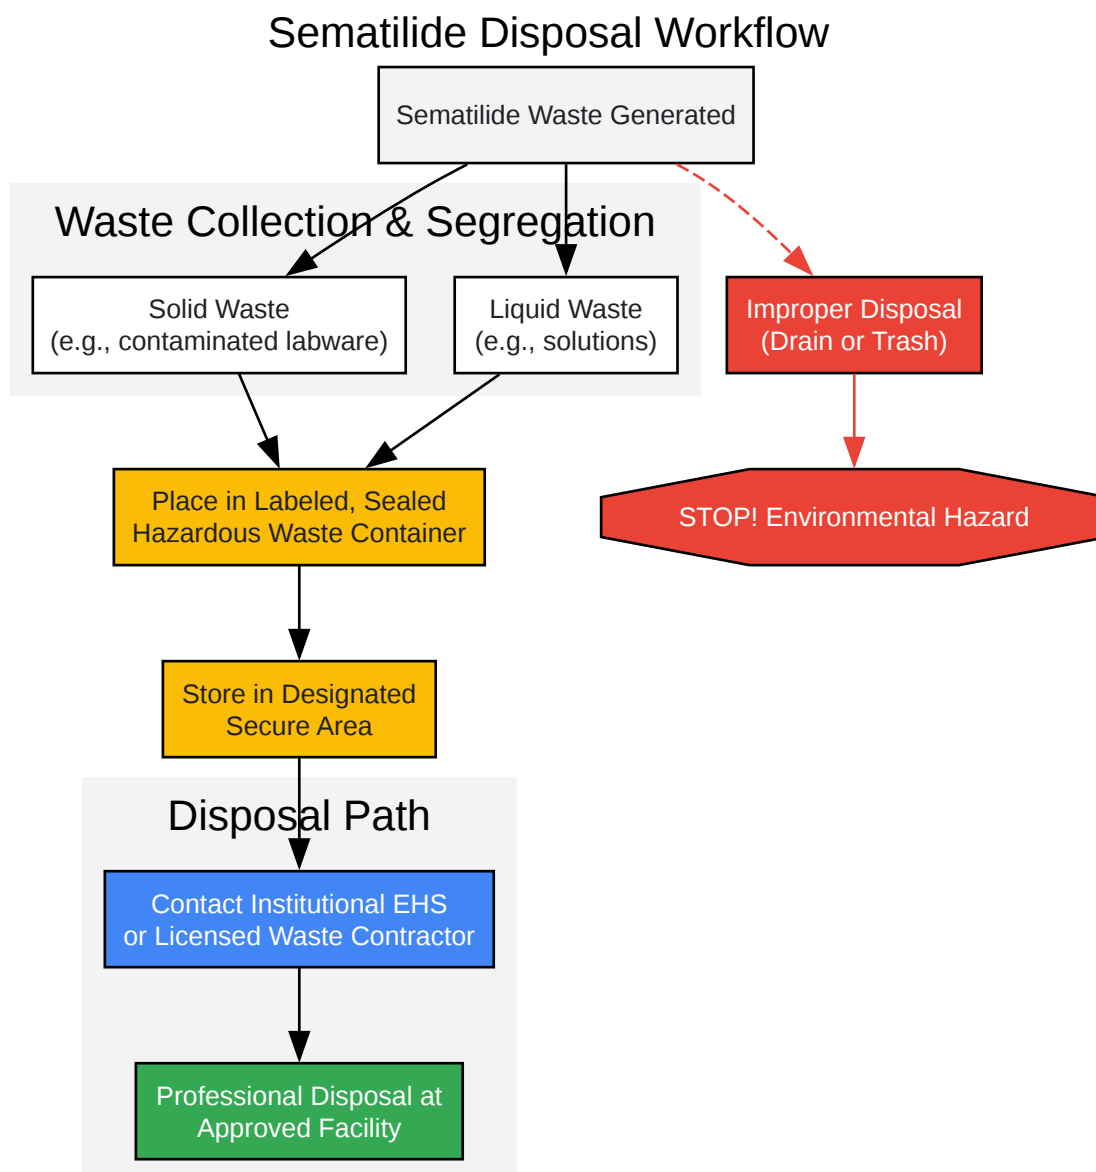 Sematilide Disposal Workflow
Sematilide Waste Generated
Waste Collection & Segregation
Solid Waste
(e.g., contaminated labware)
Liquid Waste
(e.g., solutions)
Improper Disposal
(Drain or Trash)
Place in Labeled, Sealed
Hazardous Waste Container
STOP! Environmental Hazard
Store in Designated
Secure Area
Disposal Path
Contact Institutional EHS
or Licensed Waste Contractor
Professional Disposal at
Approved Facility